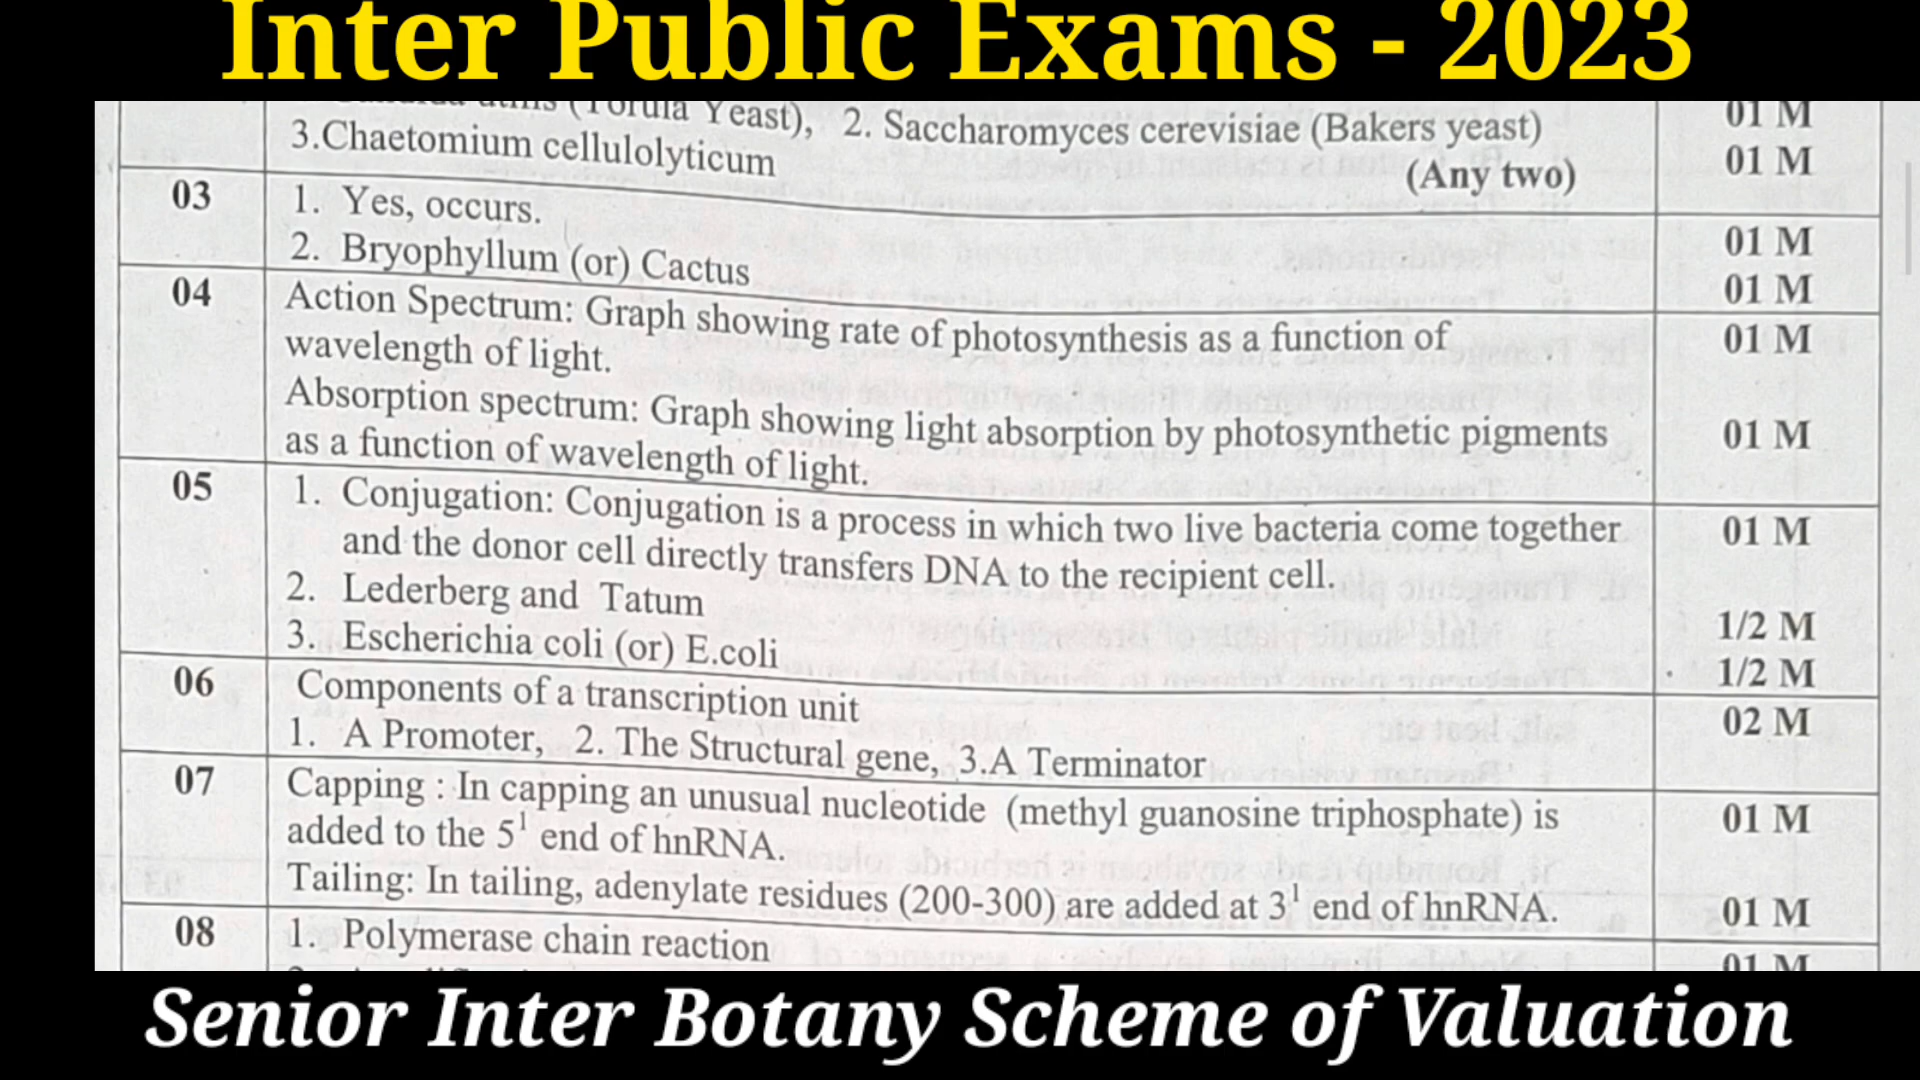 Inter Public Exams - 2023
utilis (Torula Yeast), 2. Saccharomyces cerevisiae (Bakers yeast) 01 M
3.Chaetomium cellulolyticum (Any two) 01 M
03 1. Yes, occurs. 01 M
2. Bryophyllum (or) Cactus 01 M
04 Action Spectrum: Graph showing rate of photosynthesis as a function of 01 M
wavelength of light.
Absorption spectrum: Graph showing light absorption by photosynthetic pigments 01 M
as a function of wavelength of light.
05 1. Conjugation: Conjugation is a process in which two live bacteria come together 01 M
and the donor cell directly transfers DNA to the recipient cell.
2. Lederberg and Tatum 1/2 M
3. Escherichia coli (or) E.coli 1/2 M
06 Components of a transcription unit 02 M
1. A Promoter, 2. The Structural gene, 3.A Terminator
07 Capping : In capping an unusual nucleotide (methyl guanosine triphosphate) is 01 M
added to the 5¹ end of hnRNA.
Tailing: In tailing, adenylate residues (200-300) are added at 3¹ end of hnRNA. 01 M
08 1. Polymerase chain reaction 01 M
Senior Inter Botany Scheme of Valuation